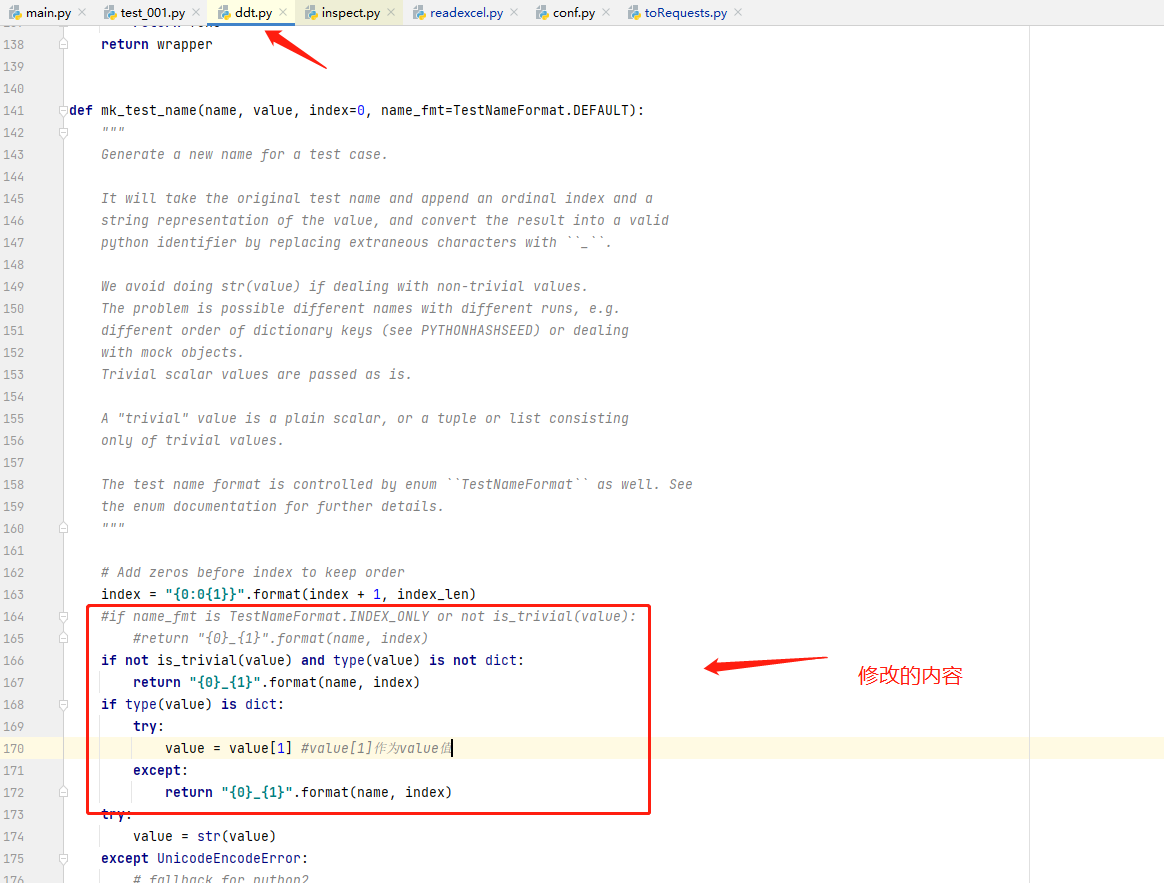 main.py test_001.py ddt.py inspect.py readexcel.py conf.py toRequests.py
138 return wrapper
139
140
141 def mk_test_name(name, value, index=0, name_fmt=TestNameFormat.DEFAULT):
142 """
143 Generate a new name for a test case.
144
145 It will take the original test name and append an ordinal index and a
146 string representation of the value, and convert the result into a valid
147 python identifier by replacing extraneous characters with ``_``.
148
149 We avoid doing str(value) if dealing with non-trivial values.
150 The problem is possible different names with different runs, e.g.
151 different order of dictionary keys (see PYTHONHASHSEED) or dealing
152 with mock objects.
153 Trivial scalar values are passed as is.
154
155 A "trivial" value is a plain scalar, or a tuple or list consisting
156 only of trivial values.
157
158 The test name format is controlled by enum ``TestNameFormat`` as well. See
159 the enum documentation for further details.
160 """
161
162 # Add zeros before index to keep order
163 index = "{0:0{1}}".format(index + 1, index_len)
164 #if name_fmt is TestNameFormat.INDEX_ONLY or not is_trivial(value):
165 #return "{0}_{1}".format(name, index)
166 if not is_trivial(value) and type(value) is not dict:
167 return "{0}_{1}".format(name, index)
修改的内容
168 if type(value) is dict:
169 try:
170 value = value[1] #value[1]作为value值
171 except:
172 return "{0}_{1}".format(name, index)
173 try:
174 value = str(value)
175 except UnicodeEncodeError:
176 # fallback for python2